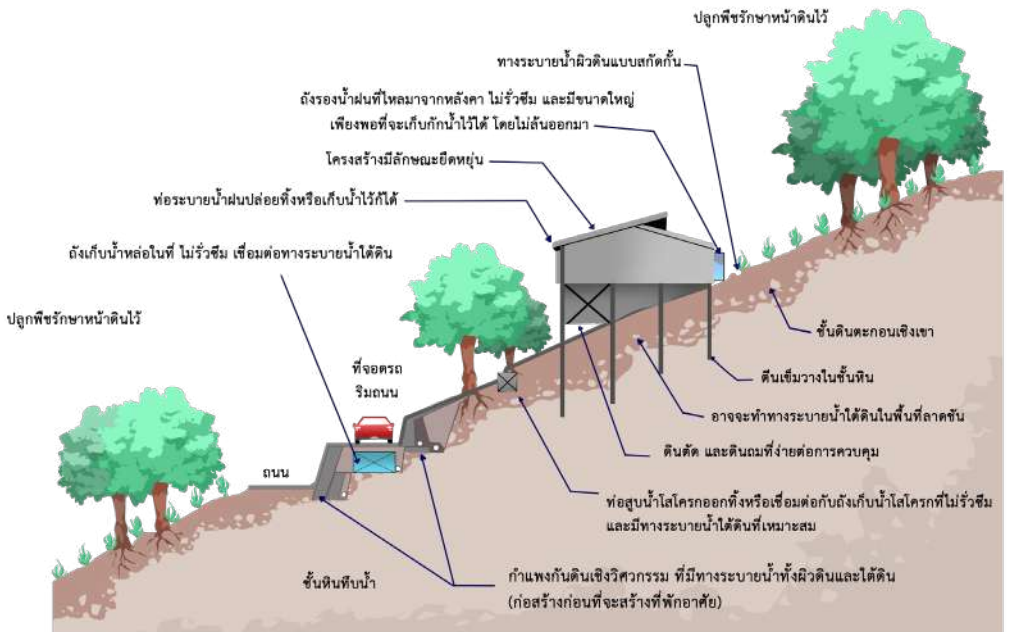 ปลูกพืชรักษาหน้าดินไว้
ทางระบายน้ำผิวดินแบบสกัดกั้น
ถังรองน้ำฝนที่ไหลมาจากหลังคา ไม่รั่วซึม และมีขนาดใหญ่
เพียงพอที่จะเก็บกักน้ำไว้ได้ โดยไม่ล้นออกมา
โครงสร้างมีลักษณะยืดหยุ่น
ท่อระบายน้ำฝนปล่อยทิ้งหรือเก็บน้ำไว้ก็ได้
ถังเก็บน้ำหล่อในที่ ไม่รั่วซึม เชื่อมต่อทางระบายน้ำใต้ดิน
ปลูกพืชรักษาหน้าดินไว้
ชั้นดินตะกอนเชิงเขา
ที่จอดรถ
ริมถนน
ตีนเข็มวางในชั้นหิน
อาจจะทำทางระบายน้ำใต้ดินในพื้นที่ลาดชัน
ดินตัด และดินถมที่ง่ายต่อการควบคุม
ถนน
ท่อสูบน้ำโสโครกออกทิ้งหรือเชื่อมต่อกับถังเก็บน้ำโสโครกที่ไม่รั่วซึม
และมีทางระบายน้ำใต้ดินที่เหมาะสม
ชั้นหินทึบน้ำ
กำแพงกันดินเชิงวิศวกรรม ที่มีทางระบายน้ำทั้งผิวดินและใต้ดิน
(ก่อสร้างก่อนที่จะสร้างที่พักอาศัย)